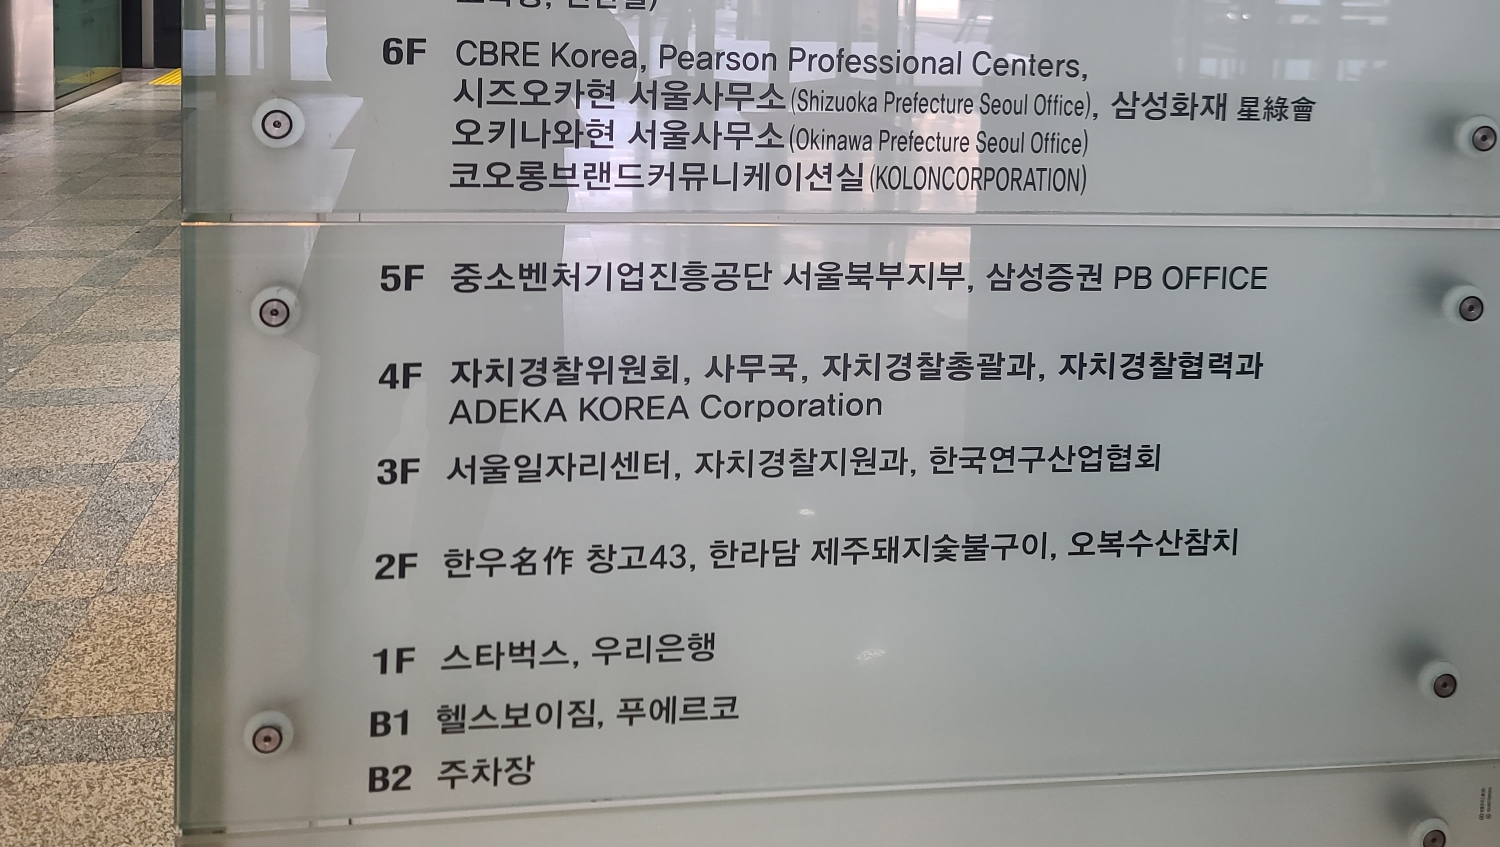 6F CBRE Korea, Pearson Professional Centers,
시즈오카현 서울사무소 (Shizuoka Prefecture Seoul Office), 삼성화재 星綠會
오키나와현 서울사무소 (Okinawa Prefecture Seoul Office)
코오롱브랜드커뮤니케이션실 (KOLONCORPORATION)
5F 중소벤처기업진흥공단 서울북부지부, 삼성증권 PB OFFICE
4F 자치경찰위원회, 사무국, 자치경찰총괄과, 자치경찰협력과
ADEKA KOREA Corporation
3F 서울일자리센터, 자치경찰지원과, 한국연구산업협회
2F 한우名作 창고43, 한라담 제주돼지숯불구이, 오복수산참치
1F 스타벅스, 우리은행
B1 헬스보이짐, 푸에르코
B2 주차장